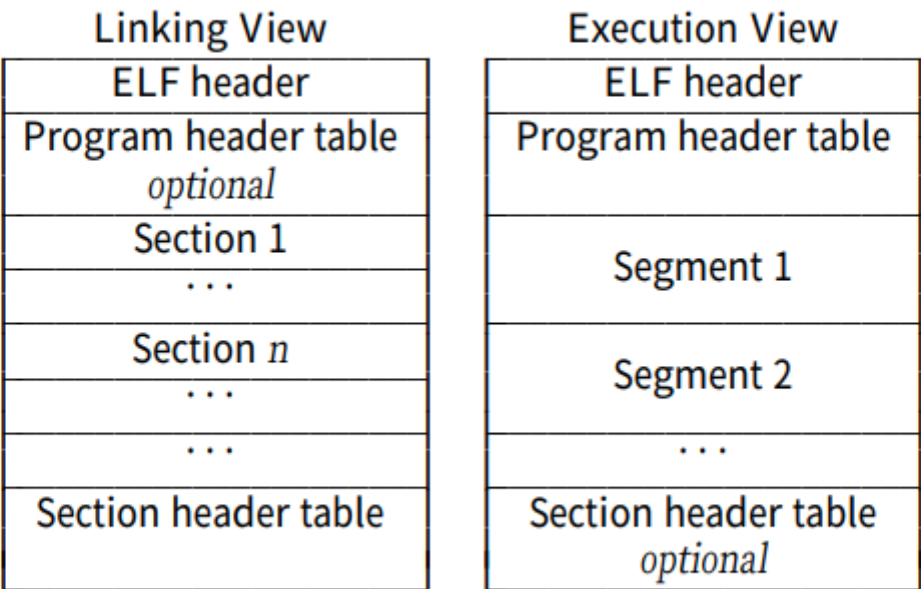 Linking View
ELF header
Program header table
optional
Section 1
. . .
Section n
. . .
. . .
Section header table
Execution View
ELF header
Program header table
Segment 1
Segment 2
. . .
Section header table
optional